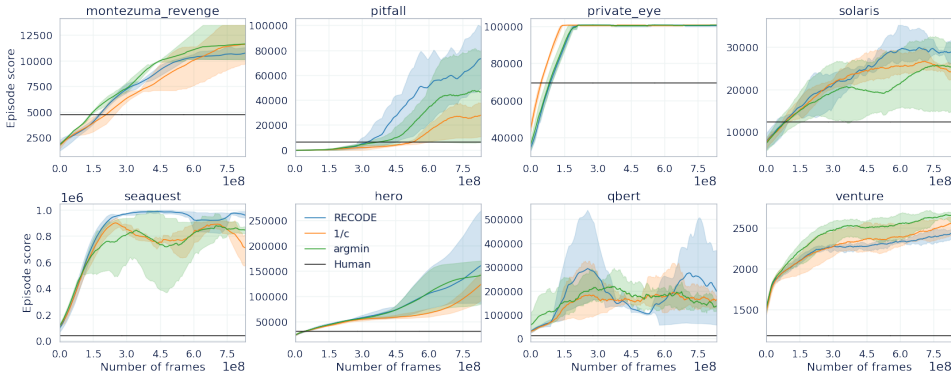 montezuma_revenge
pitfall
private_eye
solaris
Episode score
12500
10000
7500
5000
2500
100000
80000
60000
40000
20000
0
100000
80000
60000
40000
30000
20000
10000
0.0 1.5 3.0 4.5 6.0 7.5
1e8
0.0 1.5 3.0 4.5 6.0 7.5
1e8
0.0 1.5 3.0 4.5 6.0 7.5
1e8
0.0 1.5 3.0 4.5 6.0 7.5
1e8
1e6
seaquest
hero
qbert
venture
Episode score
1.0
0.8
0.6
0.4
0.2
0.0
250000
200000
150000
100000
50000
RECODE
1/c
argmin
Human
500000
400000
300000
200000
100000
0
2500
2000
1500
0.0 1.5 3.0 4.5 6.0 7.5
Number of frames 1e8
0.0 1.5 3.0 4.5 6.0 7.5
Number of frames 1e8
0.0 1.5 3.0 4.5 6.0 7.5
Number of frames 1e8
0.0 1.5 3.0 4.5 6.0 7.5
Number of frames 1e8